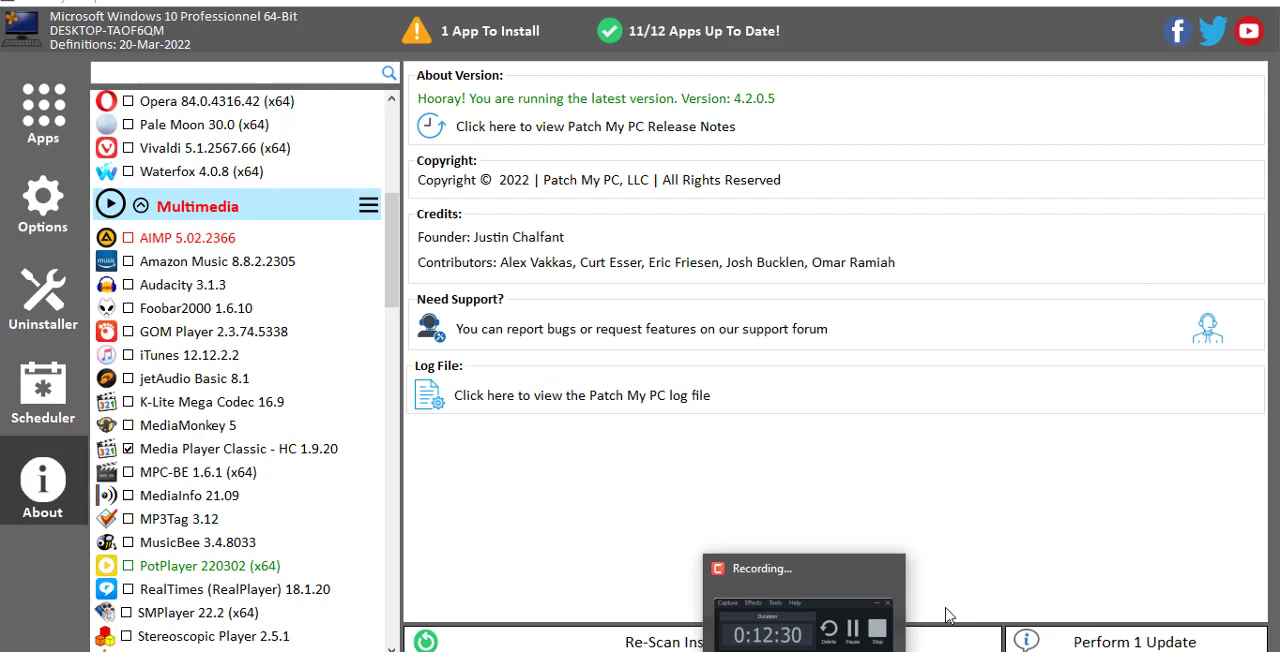 Microsoft Windows 10 Professionnel 64-Bit
DESKTOP-TAOF6QM
Definitions: 20-Mar-2022
1 App To Install
11/12 Apps Up To Date!
Apps
Options
Uninstaller
Scheduler
About
Opera 84.0.4316.42 (x64)
Pale Moon 30.0 (x64)
Vivaldi 5.1.2567.66 (x64)
Waterfox 4.0.8 (x64)
Multimedia
AIMP 5.02.2366
Amazon Music 8.8.2.2305
Audacity 3.1.3
Foobar2000 1.6.10
GOM Player 2.3.74.5338
iTunes 12.12.2.2
jetAudio Basic 8.1
K-Lite Mega Codec 16.9
MediaMonkey 5
Media Player Classic - HC 1.9.20
MPC-BE 1.6.1 (x64)
MediaInfo 21.09
MP3Tag 3.12
MusicBee 3.4.8033
PotPlayer 220302 (x64)
RealTimes (RealPlayer) 18.1.20
SMPlayer 22.2 (x64)
Stereoscopic Player 2.5.1
About Version:
Hooray! You are running the latest version. Version: 4.2.0.5
Click here to view Patch My PC Release Notes
Copyright:
Copyright © 2022 | Patch My PC, LLC | All Rights Reserved
Credits:
Founder: Justin Chalfant
Contributors: Alex Vakkas, Curt Esser, Eric Friesen, Josh Bucklen, Omar Ramiah
Need Support?
You can report bugs or request features on our support forum
Log File:
Click here to view the Patch My PC log file
Recording...
Capture Effects Tools Help
Duration
0:12:30
Delete Pause Stop
Re-Scan Ins
Perform 1 Update